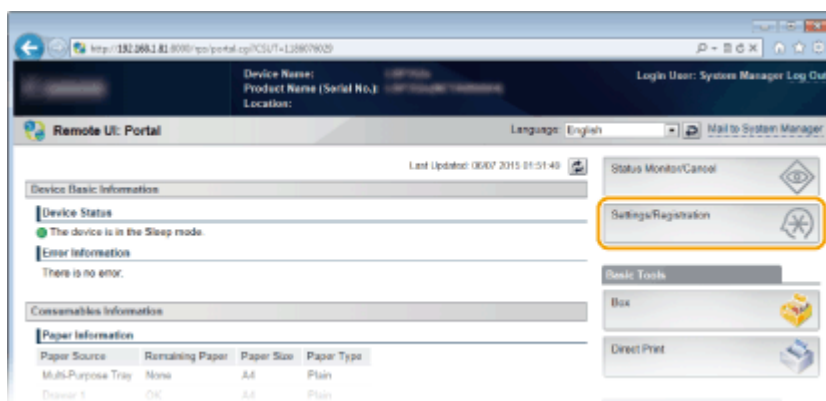 http://192.168.1.81:8000/rps/portal.cgi?CSUT=1188076029
Device Name:
Product Name (Serial No.):
Location:
Login User: System Manager Log Out
Remote UI: Portal
Language: English
Mail to System Manager
Last Updated: 06/07 2015 01:51:48
Status Monitor/Cancel
Device Basic Information
Device Status
The device is in the Sleep mode.
Settings/Registration
Error Information
There is no error.
Basic Tools
Consumables Information
Box
Paper Information
Paper Source Remaining Paper Paper Size Paper Type
Direct Print
Multi-Purpose Tray None A4 Plain
Drawer 1 OK A4 Plain